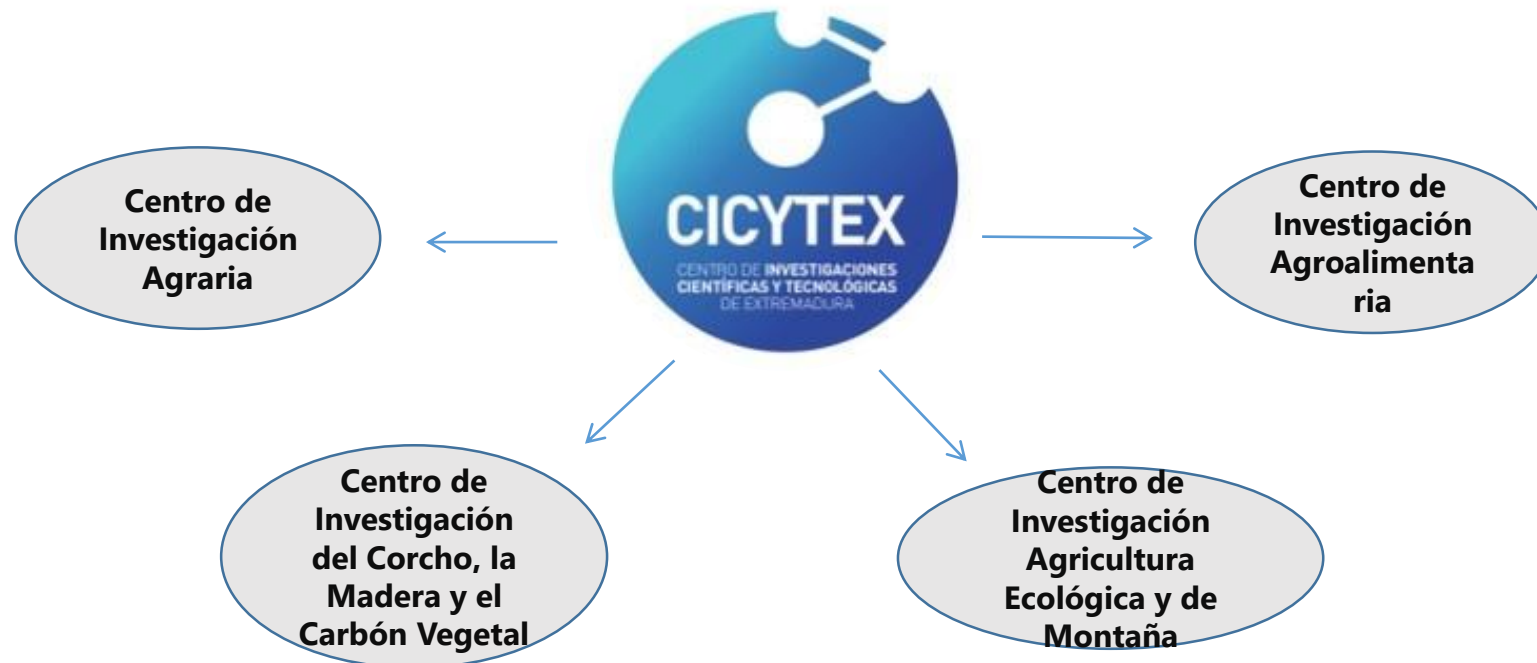 CICYTEX
CENTRO DE INVESTIGACIONES
CIENTÍFICAS Y TECNOLÓGICAS
DE EXTREMADURA
Centro de
Investigación
Agraria
Centro de
Investigación
Agroalimenta
ria
Centro de
Investigación
del Corcho, la
Madera y el
Carbón Vegetal
Centro de
Investigación
Agricultura
Ecológica y de
Montaña